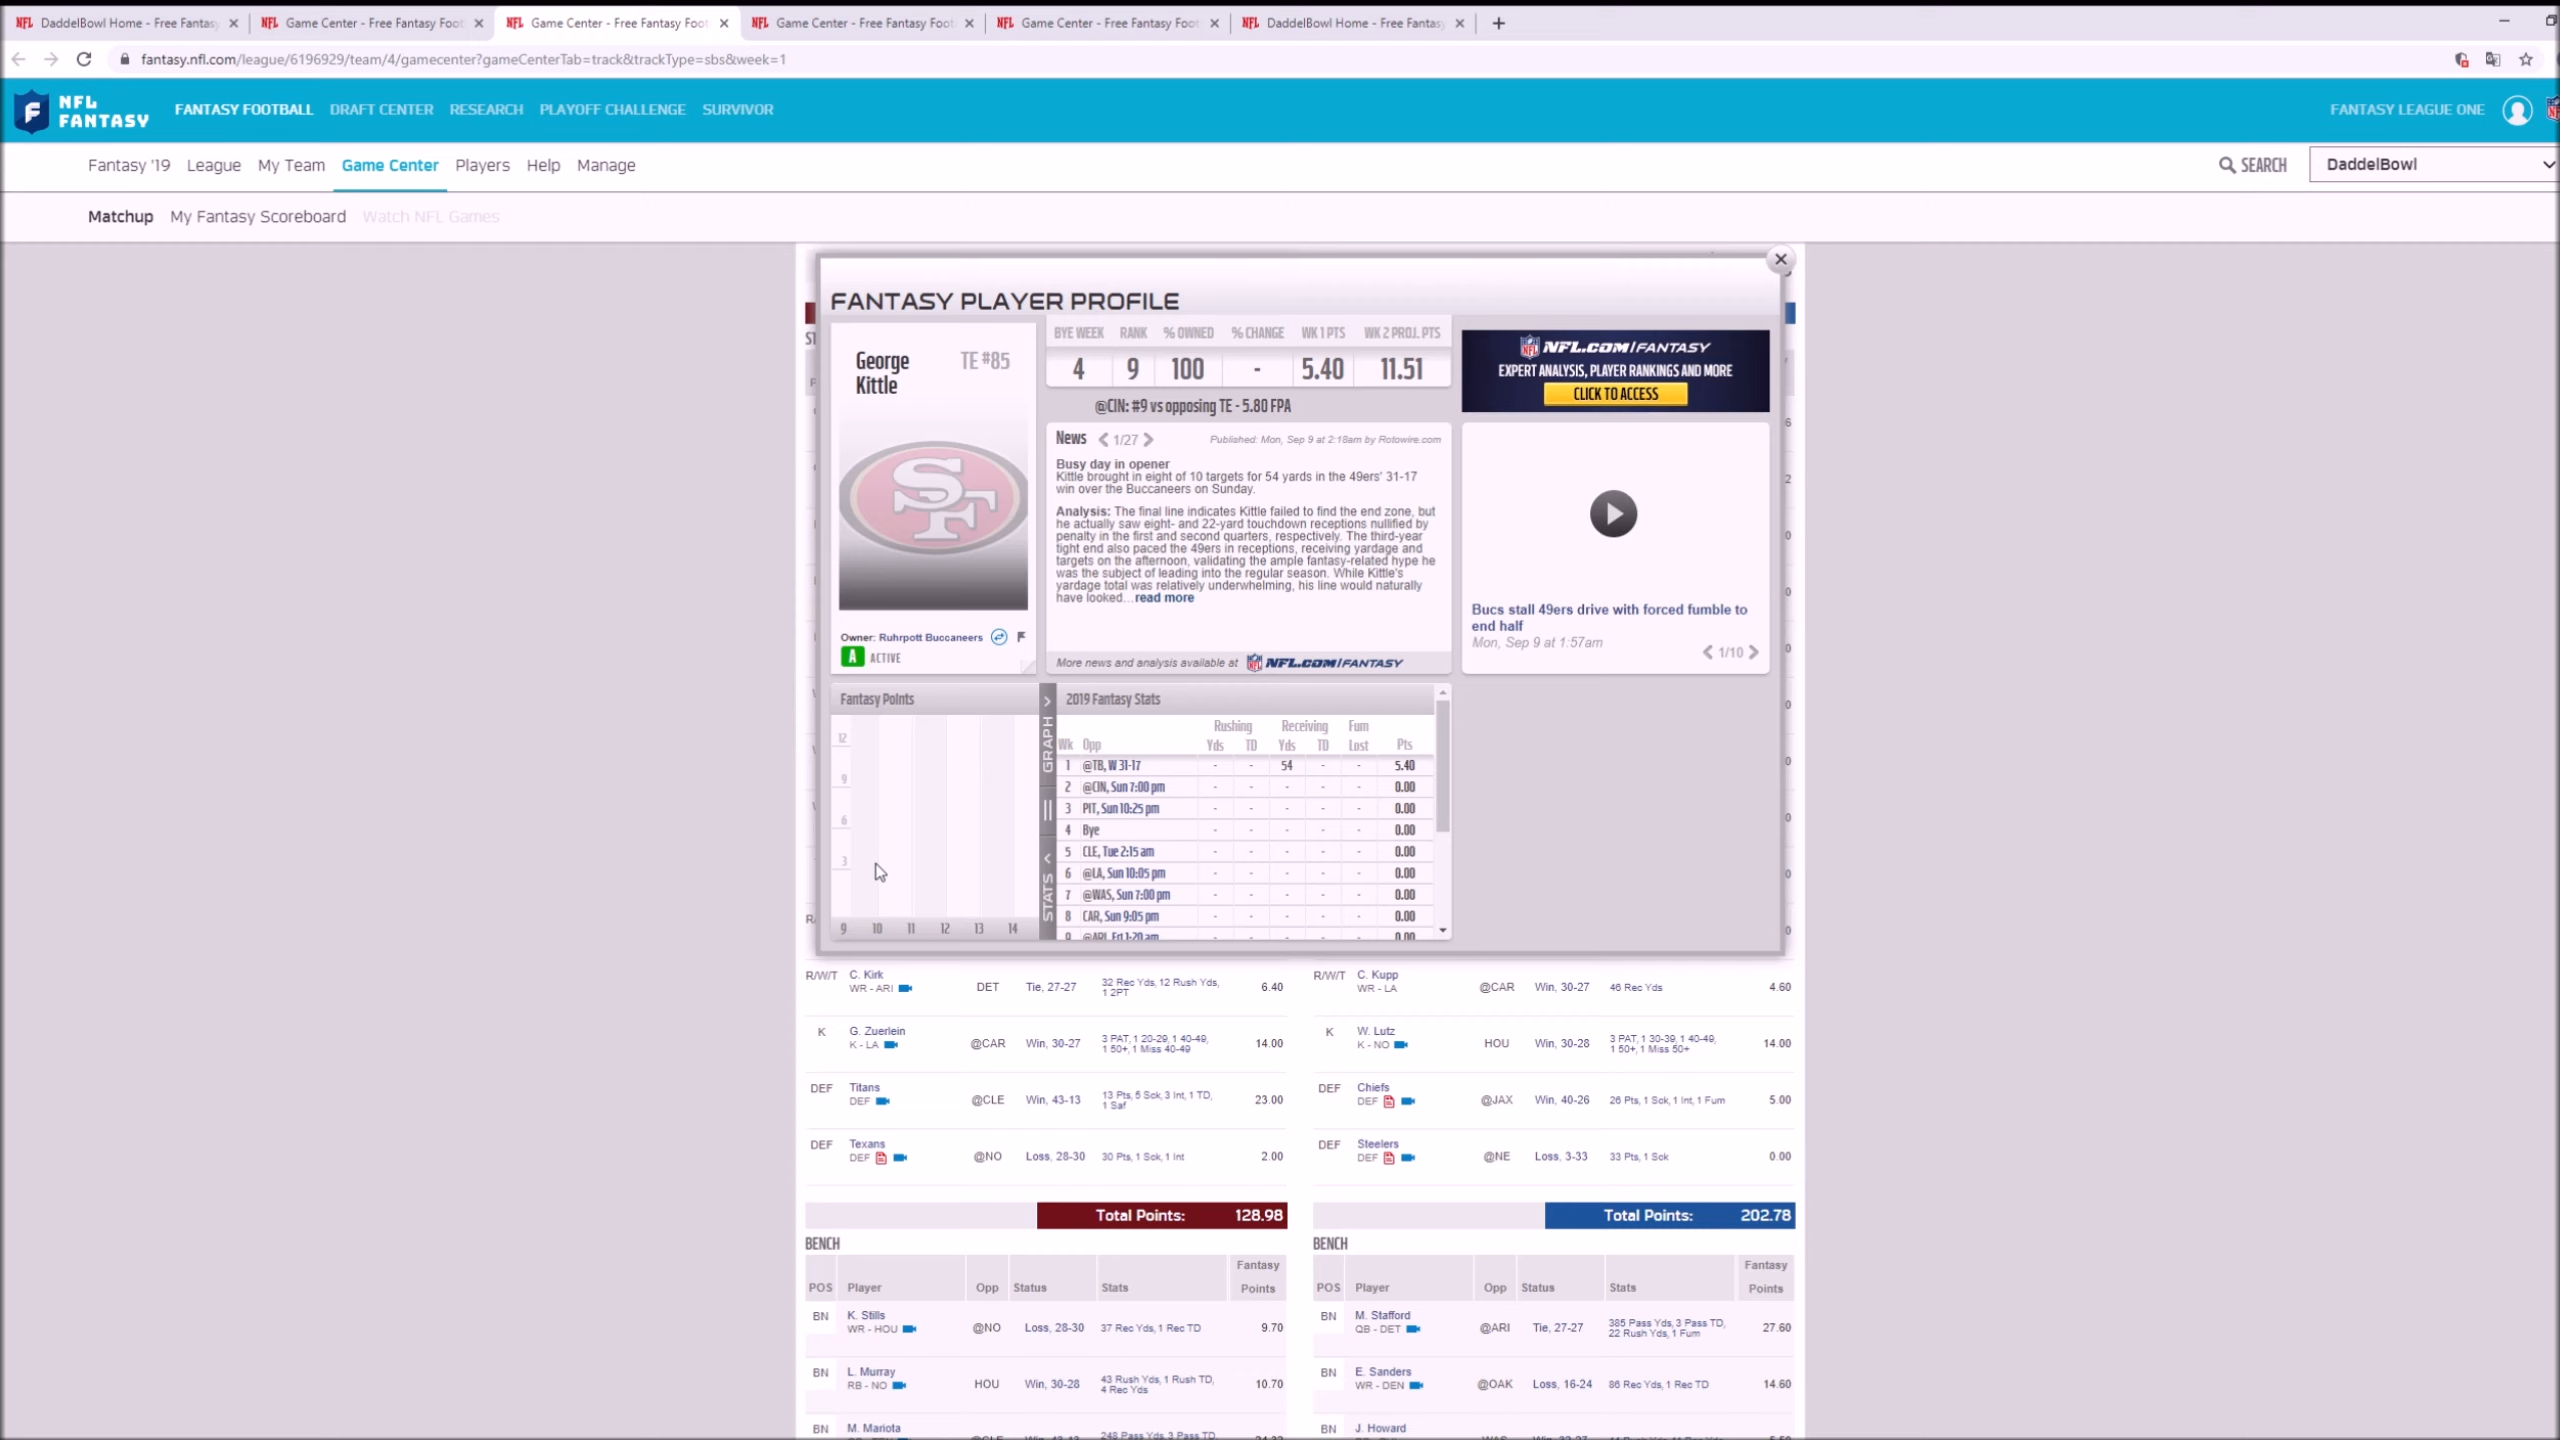 DaddelBowl Home - Free Fantasy
Game Center - Free Fantasy Foot
Game Center - Free Fantasy Foot
Game Center - Free Fantasy Foot
Game Center - Free Fantasy Foot
DaddelBowl Home - Free Fantasy
fantasy.nfl.com/league/6196929/team/4/gamecenter?gameCenterTab=track&trackType=sbs&week=1
NFL FANTASY
FANTASY FOOTBALL DRAFT CENTER RESEARCH PLAYOFF CHALLENGE SURVIVOR
FANTASY LEAGUE ONE
Fantasy '19 League My Team Game Center Players Help Manage
SEARCH DaddelBowl
Matchup My Fantasy Scoreboard Watch NFL Games
FANTASY PLAYER PROFILE
George Kittle TE #85
BYE WEEK RANK % OWNED % CHANGE WK 1 PTS WK 2 PROJ. PTS
4 9 100 - 5.40 11.51
@CIN: #9 vs opposing TE - 5.80 FPA
NFL.COM/FANTASY
EXPERT ANALYSIS, PLAYER RANKINGS AND MORE
CLICK TO ACCESS
News 1/27 Published: Mon, Sep 9 at 2:18am by Rotowire.com
Busy day in opener
Kittle brought in eight of 10 targets for 54 yards in the 49ers' 31-17
win over the Buccaneers on Sunday.
Analysis: The final line indicates Kittle failed to find the end zone, but
he actually saw eight- and 22-yard touchdown receptions nullified by
penalty in the first and second quarters, respectively. The third-year
tight end also paced the 49ers in receptions, receiving yardage and
targets on the afternoon, validating the ample fantasy-related hype he
was the subject of leading into the regular season. While Kittle's
yardage total was relatively underwhelming, his line would naturally
have looked...read more
More news and analysis available at NFL.COM/FANTASY
Owner: Ruhrpott Buccaneers
A ACTIVE
Bucs stall 49ers drive with forced fumble to
end half
Mon, Sep 9 at 1:57am
1/10
Fantasy Points
12
9
6
3
9 10 11 12 13 14
GRAPH
STATS
2019 Fantasy Stats
Rushing Receiving Fum
Wk Opp Yds TD Yds TD Lost Pts
1 @TB, W 31-17 - - 54 - - 5.40
2 @CIN, Sun 7:00 pm - - - - - 0.00
3 PIT, Sun 10:25 pm - - - - - 0.00
4 Bye - - - - - 0.00
5 CLE, Tue 2:15 am - - - - - 0.00
6 @LA, Sun 10:05 pm - - - - - 0.00
7 @WAS, Sun 7:00 pm - - - - - 0.00
8 CAR, Sun 9:05 pm - - - - - 0.00
9 @ARI, Fri 1:20 am 0.00
R/W/T C. Kirk WR - ARI DET Tie, 27-27 32 Rec Yds, 12 Rush Yds, 1 2PT 6.40
R/W/T C. Kupp WR - LA @CAR Win, 30-27 46 Rec Yds 4.60
K G. Zuerlein K - LA @CAR Win, 30-27 3 PAT, 1 20-29, 1 40-49, 1 50+, 1 Miss 40-49 14.00
K W. Lutz K - NO HOU Win, 30-28 3 PAT, 1 30-39, 1 40-49, 1 50+, 1 Miss 50+ 14.00
DEF Titans DEF @CLE Win, 43-13 13 Pts, 5 Sck, 3 Int, 1 TD, 1 Saf 23.00
DEF Chiefs DEF @JAX Win, 40-26 26 Pts, 1 Sck, 1 Int, 1 Fum 5.00
DEF Texans DEF @NO Loss, 28-30 30 Pts, 1 Sck, 1 Int 2.00
DEF Steelers DEF @NE Loss, 3-33 33 Pts, 1 Sck 0.00
Total Points: 128.98
Total Points: 202.78
BENCH
POS Player Opp Status Stats Fantasy Points
BENCH
POS Player Opp Status Stats Fantasy Points
BN K. Stills WR - HOU @NO Loss, 28-30 37 Rec Yds, 1 Rec TD 9.70
BN M. Stafford QB - DET @ARI Tie, 27-27 385 Pass Yds, 3 Pass TD, 22 Rush Yds, 1 Fum 27.60
BN L. Murray RB - NO HOU Win, 30-28 43 Rush Yds, 1 Rush TD, 4 Rec Yds 10.70
BN E. Sanders WR - DEN @OAK Loss, 16-24 86 Rec Yds, 1 Rec TD 14.60
BN M. Mariota 248 Pass Yds, 3 Pass TD,
BN J. Howard